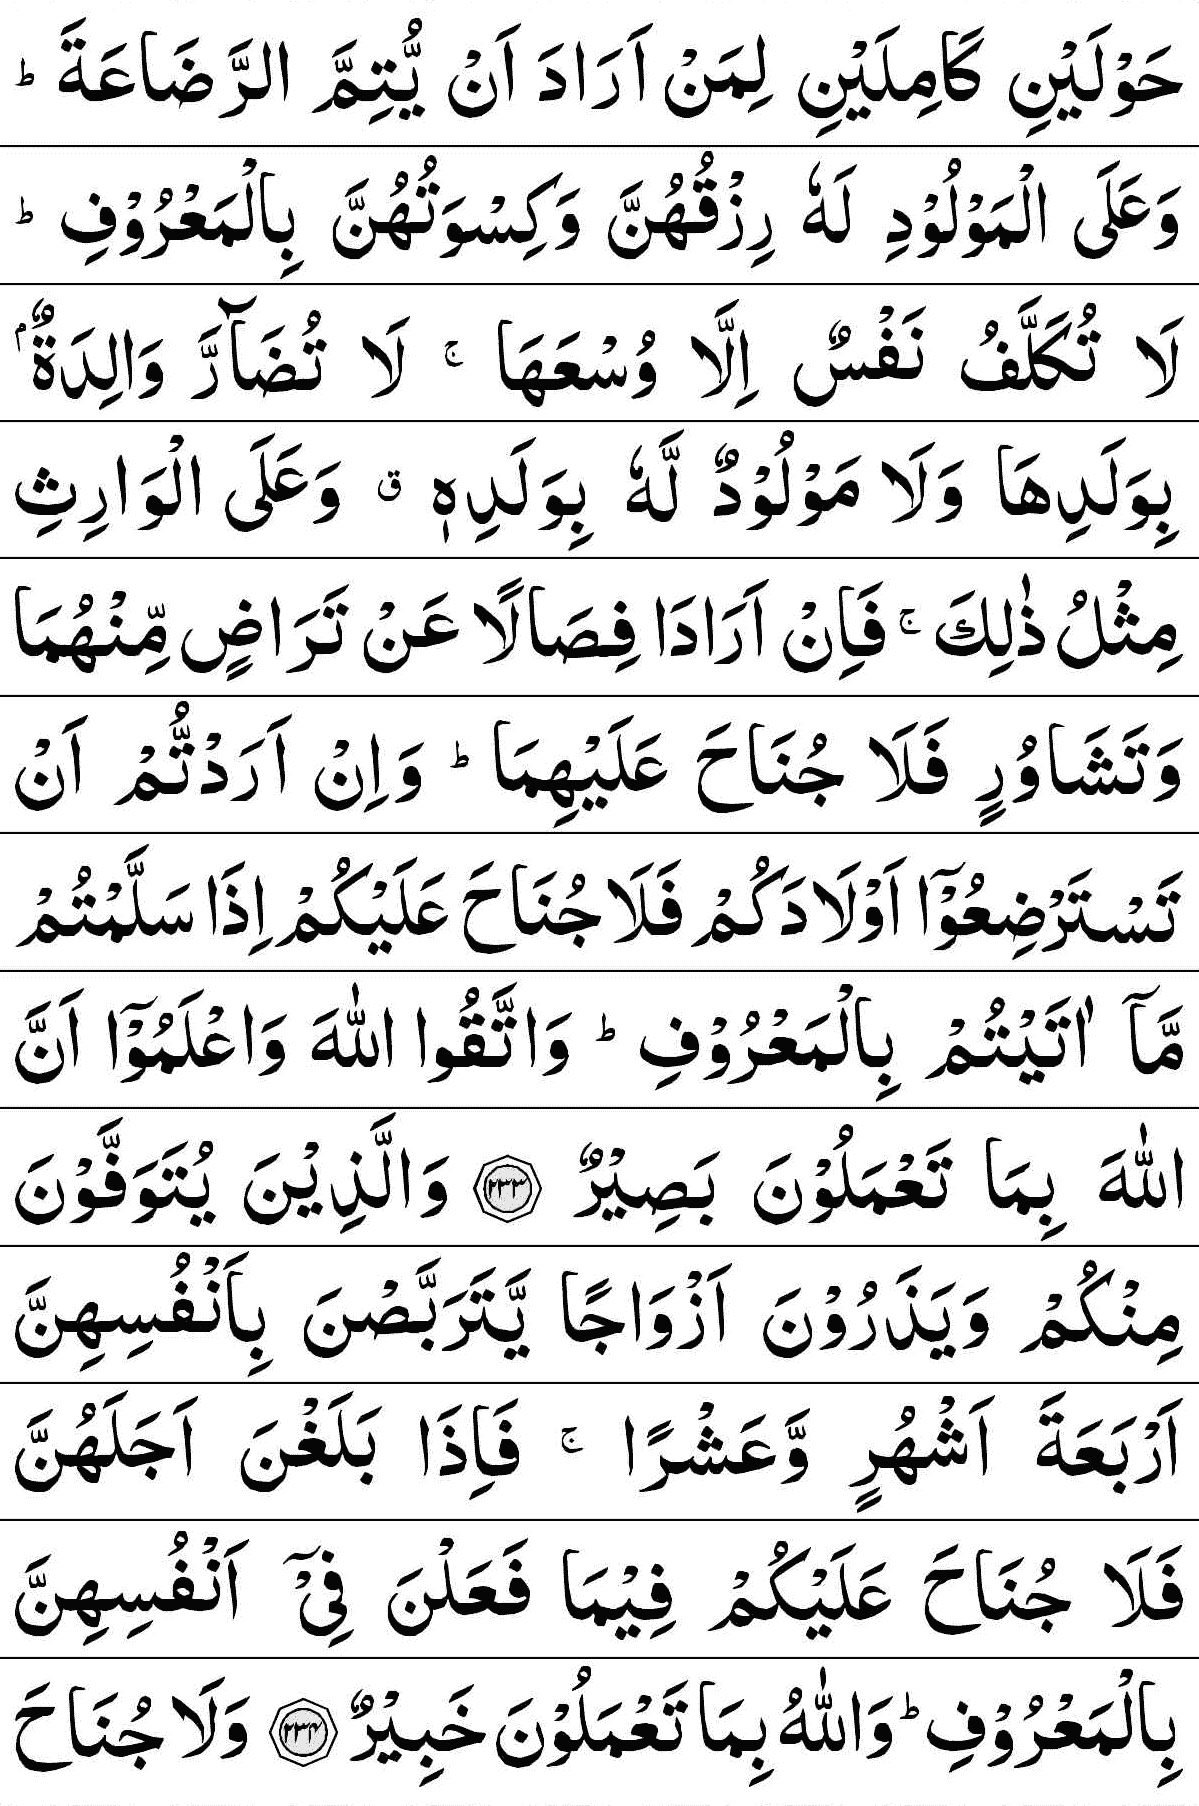 حَوْلَيْنِ كَامِلَيْنِ لِمَنْ اَرَادَ اَنْ يُّتِمَّ الرَّضَاعَةَ ؕ
وَعَلَى الْمَوْلُوْدِ لَهٗ رِزْقُهُنَّ وَكِسْوَتُهُنَّ بِالْمَعْرُوْفِ ؕ
لَا تُكَلَّفُ نَفْسٌ اِلَّا وُسْعَهَا ۚ لَا تُضَآرَّ وَالِدَةٌۢ
بِوَلَدِهَا وَلَا مَوْلُوْدٌ لَّهٗ بِوَلَدِهٖ ق وَعَلَى الْوَارِثِ
مِثْلُ ذٰلِكَ ۚ فَاِنْ اَرَادَا فِصَالًا عَنْ تَرَاضٍ مِّنْهُمَا
وَتَشَاوُرٍ فَلَا جُنَاحَ عَلَيْهِمَا ؕ وَاِنْ اَرَدْتُّمْ اَنْ
تَسْتَرْضِعُوْۤا اَوْلَادَكُمْ فَلَا جُنَاحَ عَلَيْكُمْ اِذَا سَلَّمْتُمْ
مَّاۤ اٰتَيْتُمْ بِالْمَعْرُوْفِ ؕ وَاتَّقُوا اللّٰهَ وَاعْلَمُوْۤا اَنَّ
اللّٰهَ بِمَا تَعْمَلُوْنَ بَصِيْرٌ ۝۲۳۳ وَالَّذِيْنَ يُتَوَفَّوْنَ
مِنْكُمْ وَيَذَرُوْنَ اَزْوَاجًا يَّتَرَبَّصْنَ بِاَنْفُسِهِنَّ
اَرْبَعَةَ اَشْهُرٍ وَّعَشْرًا ۚ فَاِذَا بَلَغْنَ اَجَلَهُنَّ
فَلَا جُنَاحَ عَلَيْكُمْ فِيْمَا فَعَلْنَ فِيْۤ اَنْفُسِهِنَّ
بِالْمَعْرُوْفِ ؕ وَاللّٰهُ بِمَا تَعْمَلُوْنَ خَبِيْرٌ ۝۲۳۴ وَلَا جُنَاحَ